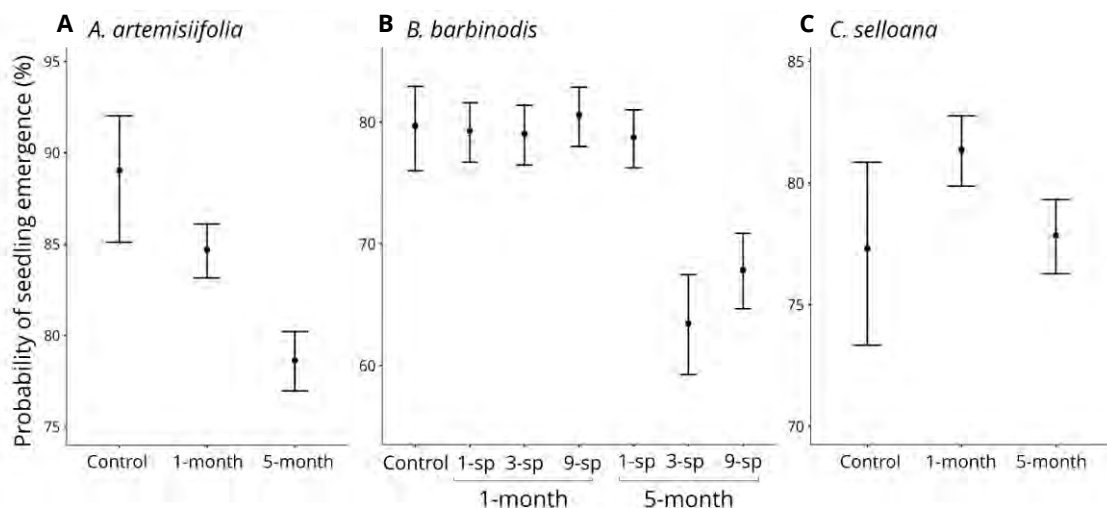 A A. artemisiifolia
B B. barbinodis
C C. selloana
Probability of seedling emergence (%)
95
90
85
80
75
Control 1-month 5-month
80
70
60
Control 1-sp 3-sp 9-sp 1-sp 3-sp 9-sp
1-month 5-month
85
80
75
70
Control 1-month 5-month